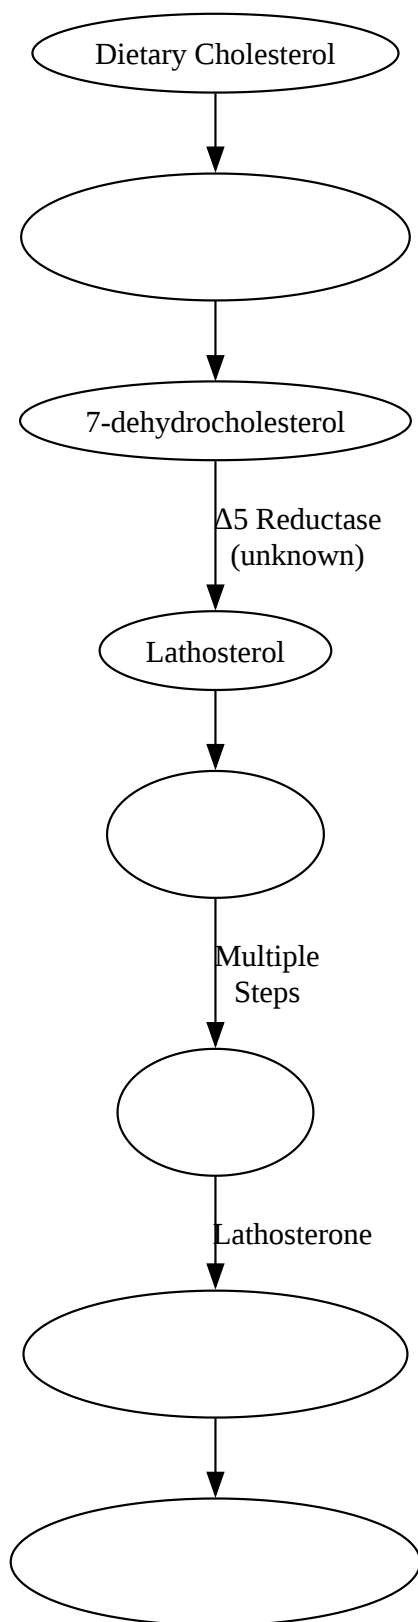 Dietary Cholesterol
7-dehydrocholesterol
Δ5 Reductase
(unknown)
Lathosterol
Multiple
Steps
Lathosterone